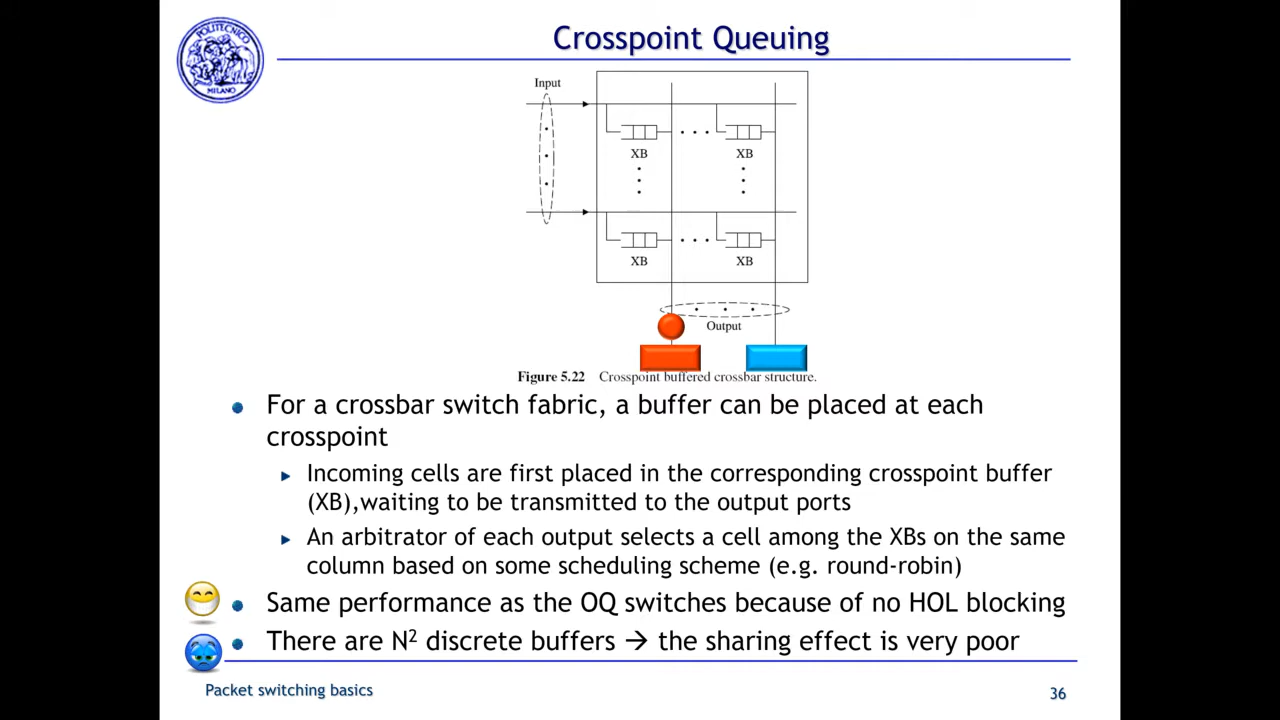 POLITECNICO
MILANO
Crosspoint Queuing
Input
XB
XB
XB
XB
Output
Figure 5.22 Crosspoint buffered crossbar structure.
For a crossbar switch fabric, a buffer can be placed at each
crosspoint
Incoming cells are first placed in the corresponding crosspoint buffer
(XB),waiting to be transmitted to the output ports
An arbitrator of each output selects a cell among the XBs on the same
column based on some scheduling scheme (e.g. round-robin)
Same performance as the OQ switches because of no HOL blocking
There are N² discrete buffers → the sharing effect is very poor
Packet switching basics
36